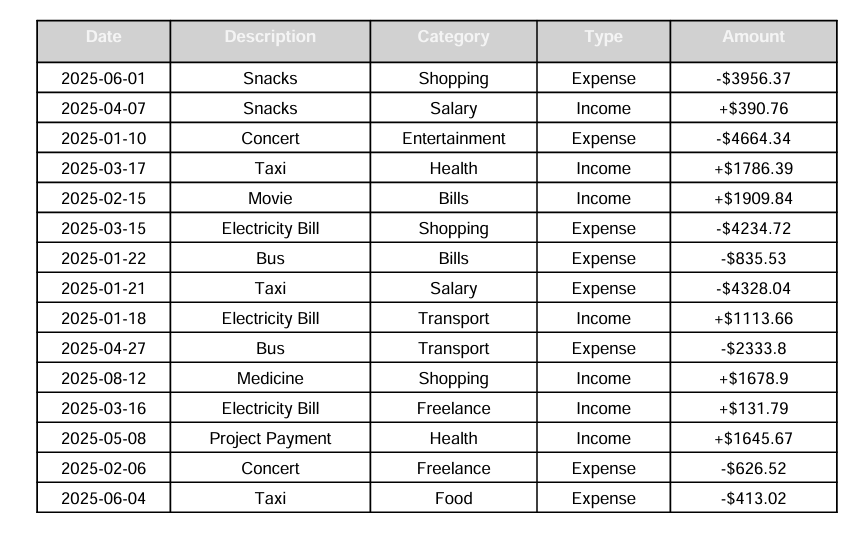 Date Description Category Type Amount
2025-06-01 Snacks Shopping Expense -$3956.37
2025-04-07 Snacks Salary Income +$390.76
2025-01-10 Concert Entertainment Expense -$4664.34
2025-03-17 Taxi Health Income +$1786.39
2025-02-15 Movie Bills Income +$1909.84
2025-03-15 Electricity Bill Shopping Expense -$4234.72
2025-01-22 Bus Bills Expense -$835.53
2025-01-21 Taxi Salary Expense -$4328.04
2025-01-18 Electricity Bill Transport Income +$1113.66
2025-04-27 Bus Transport Expense -$2333.8
2025-08-12 Medicine Shopping Income +$1678.9
2025-03-16 Electricity Bill Freelance Income +$131.79
2025-05-08 Project Payment Health Income +$1645.67
2025-02-06 Concert Freelance Expense -$626.52
2025-06-04 Taxi Food Expense -$413.02